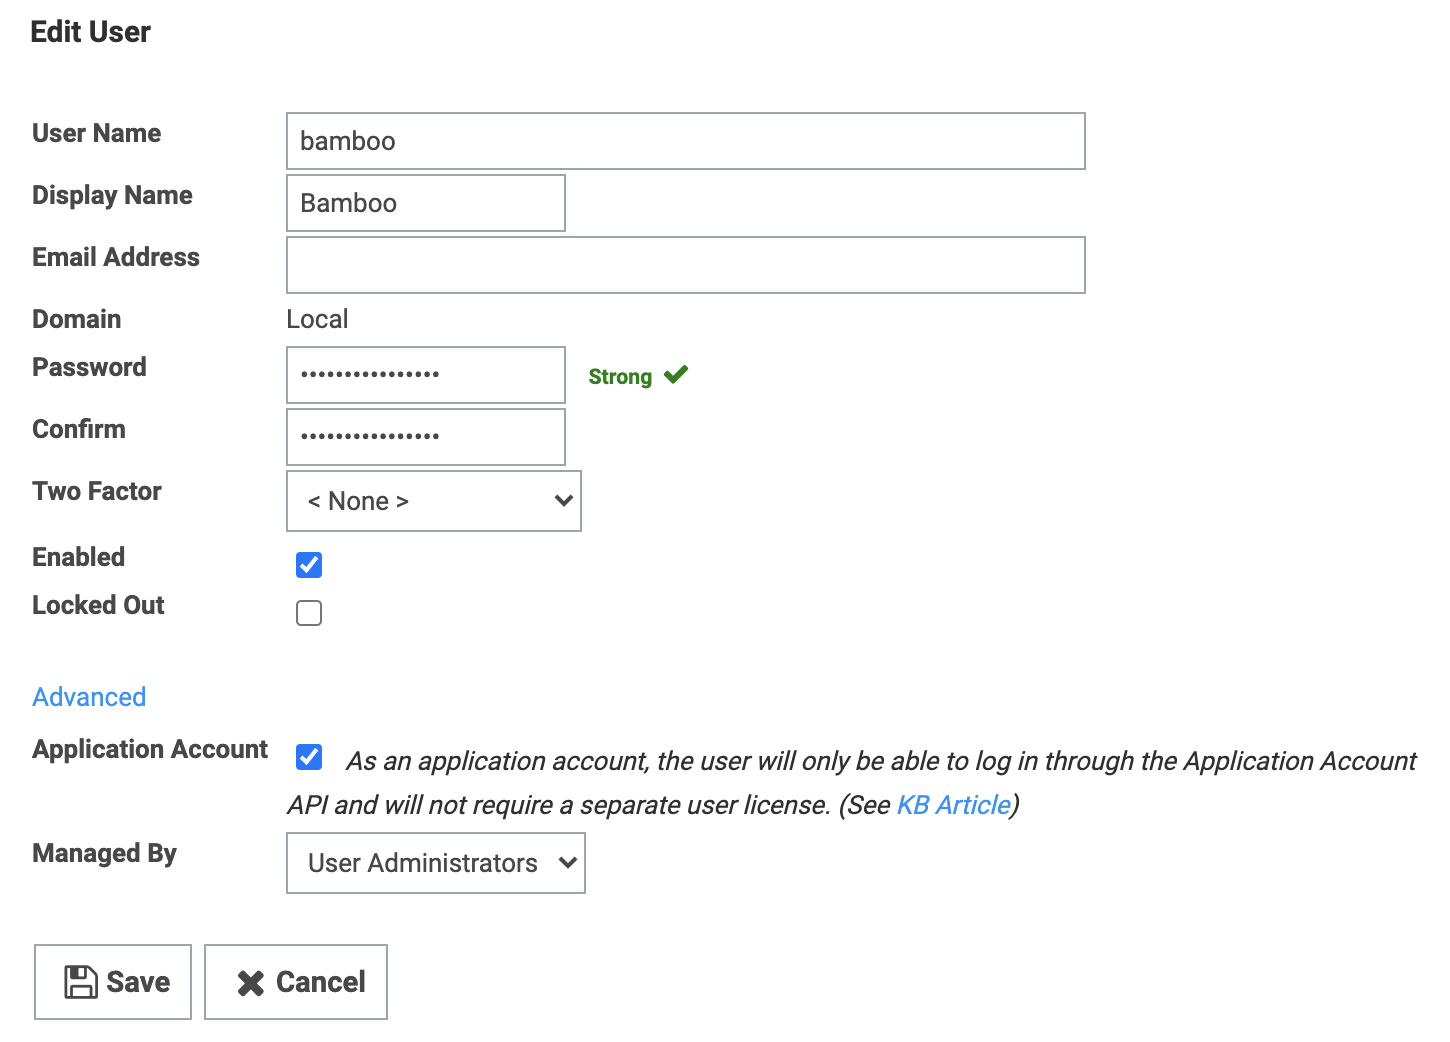 Edit User
User Name
bamboo
Display Name
Bamboo
Email Address
Domain
Local
Password
••••••••••••••••
Strong
Confirm
••••••••••••••••
Two Factor
< None >
Enabled
Locked Out
Advanced
Application Account
As an application account, the user will only be able to log in through the Application Account
API and will not require a separate user license. (See KB Article)
Managed By
User Administrators
Save
Cancel